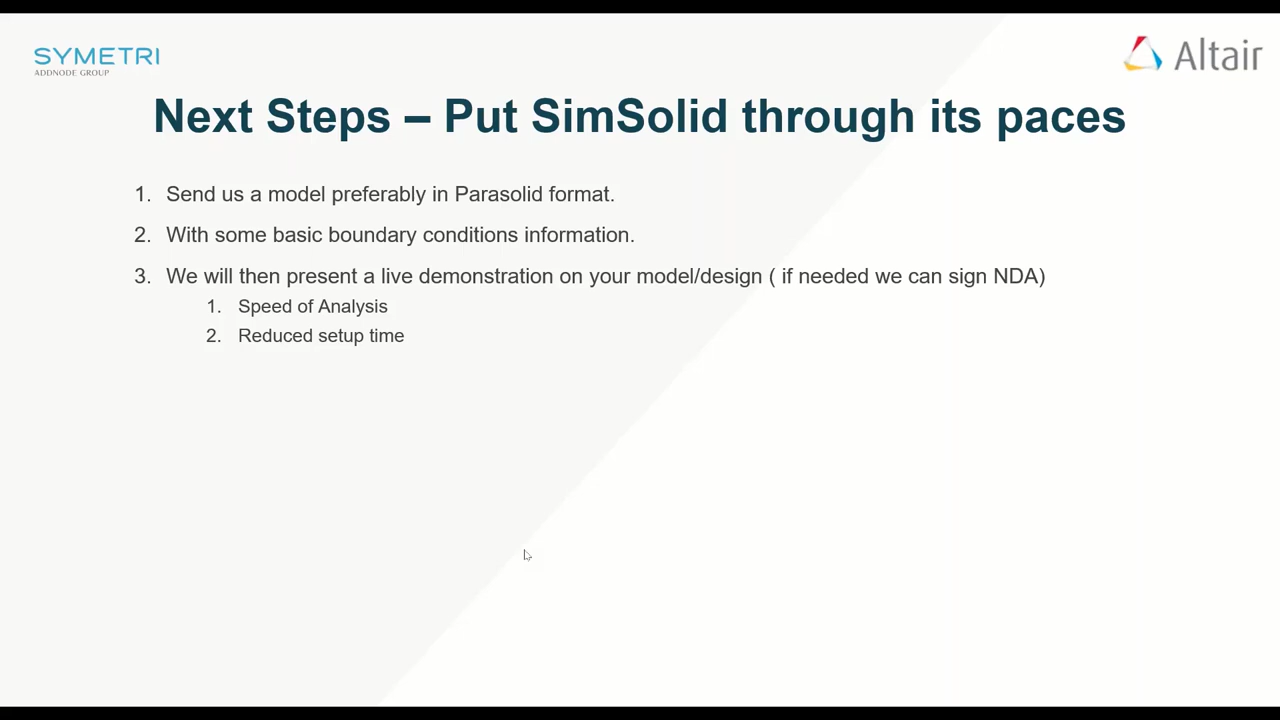 SYMETRI
ADDNODE GROUP
Altair
Next Steps – Put SimSolid through its paces
1. Send us a model preferably in Parasolid format.
2. With some basic boundary conditions information.
3. We will then present a live demonstration on your model/design ( if needed we can sign NDA)
1. Speed of Analysis
2. Reduced setup time